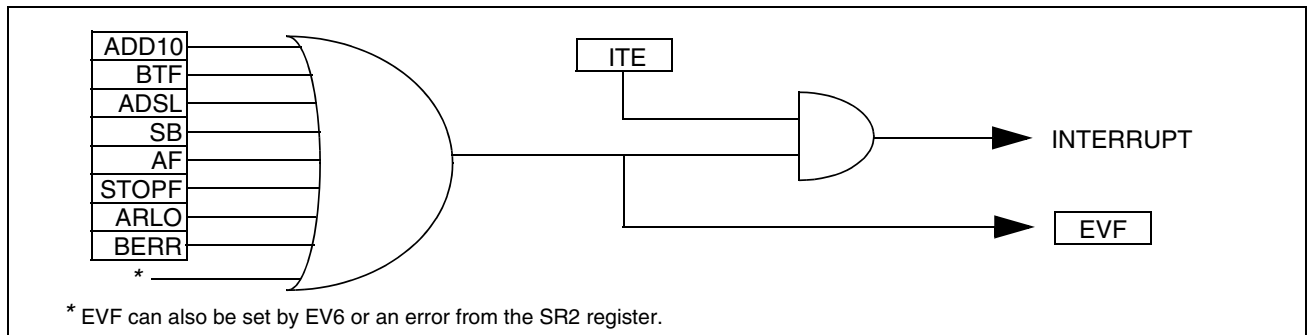 ADD10
BTF
ADSL
SB
AF
STOPF
ARLO
BERR
*
ITE
INTERRUPT
EVF
* EVF can also be set by EV6 or an error from the SR2 register.